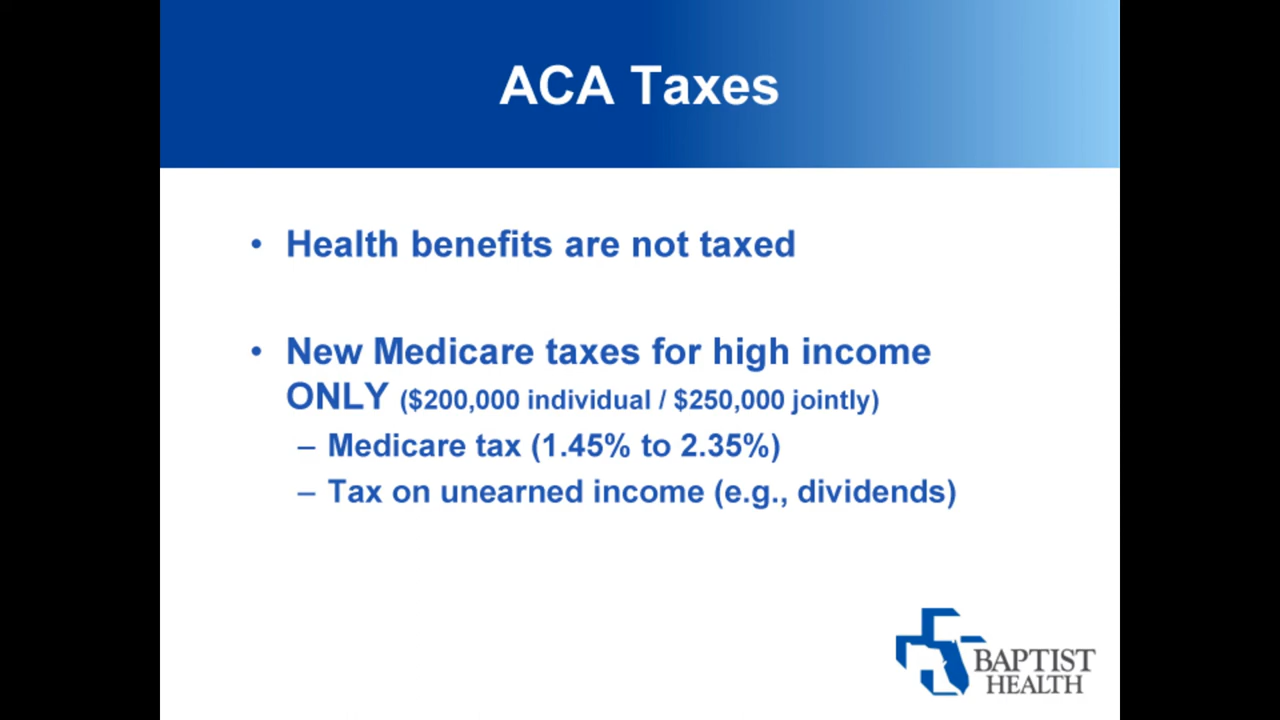 ACA Taxes
• Health benefits are not taxed
• New Medicare taxes for high income
ONLY ($200,000 individual / $250,000 jointly)
– Medicare tax (1.45% to 2.35%)
– Tax on unearned income (e.g., dividends)
BAPTIST
HEALTH